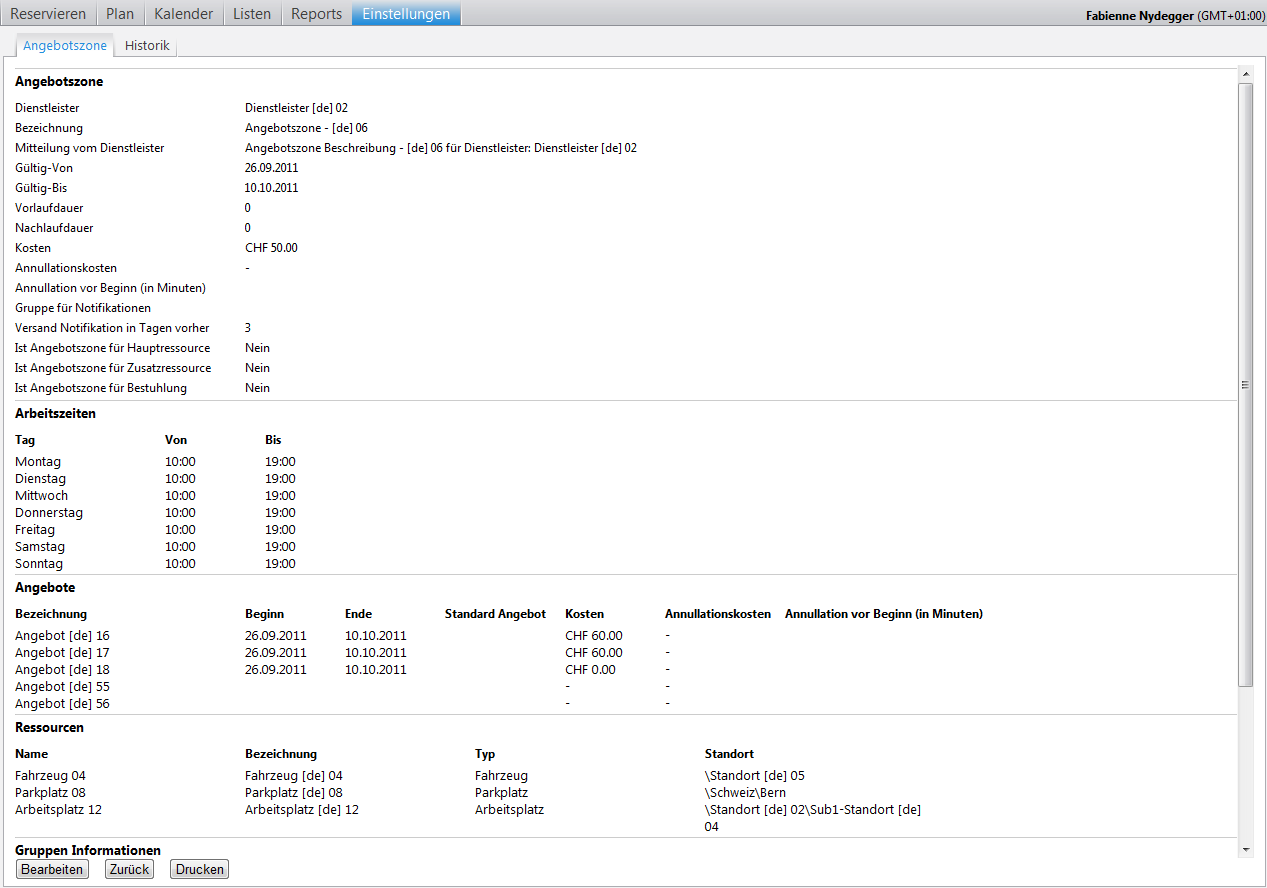 Reservieren Plan Kalender Listen Reports Einstellungen Fabienne Nydegger (GMT+01:00)
Angebotszone Historik
Angebotszone
Dienstleister Dienstleister [de] 02
Bezeichnung Angebotszone - [de] 06
Mitteilung vom Dienstleister Angebotszone Beschreibung - [de] 06 für Dienstleister: Dienstleister [de] 02
Gültig-Von 26.09.2011
Gültig-Bis 10.10.2011
Vorlaufdauer 0
Nachlaufdauer 0
Kosten CHF 50.00
Annullationskosten -
Annullation vor Beginn (in Minuten)
Gruppe für Notifikationen
Versand Notifikation in Tagen vorher 3
Ist Angebotszone für Hauptressource Nein
Ist Angebotszone für Zusatzressource Nein
Ist Angebotszone für Bestuhlung Nein
Arbeitszeiten
Tag Von Bis
Montag 10:00 19:00
Dienstag 10:00 19:00
Mittwoch 10:00 19:00
Donnerstag 10:00 19:00
Freitag 10:00 19:00
Samstag 10:00 19:00
Sonntag 10:00 19:00
Angebote
Bezeichnung Beginn Ende Standard Angebot Kosten Annullationskosten Annullation vor Beginn (in Minuten)
Angebot [de] 16 26.09.2011 10.10.2011 CHF 60.00 -
Angebot [de] 17 26.09.2011 10.10.2011 CHF 60.00 -
Angebot [de] 18 26.09.2011 10.10.2011 CHF 0.00 -
Angebot [de] 55 - -
Angebot [de] 56 - -
Ressourcen
Name Bezeichnung Typ Standort
Fahrzeug 04 Fahrzeug [de] 04 Fahrzeug \Standort [de] 05
Parkplatz 08 Parkplatz [de] 08 Parkplatz \Schweiz\Bern
Arbeitsplatz 12 Arbeitsplatz [de] 12 Arbeitsplatz \Standort [de] 02\Sub1-Standort [de]
04
Gruppen Informationen
Bearbeiten Zurück Drucken